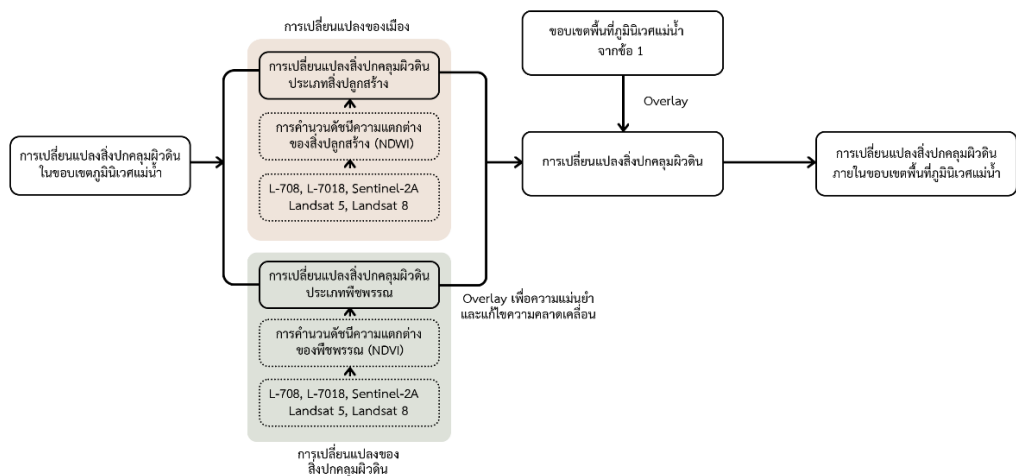 การเปลี่ยนแปลงของเมือง
การเปลี่ยนแปลงสิ่งปกคลุมผิวดิน
ประเภทสิ่งปลูกสร้าง
การคำนวนดัชนีความแตกต่าง
ของสิ่งปลูกสร้าง (NDWI)
L-708, L-7018, Sentinel-2A
Landsat 5, Landsat 8
การเปลี่ยนแปลงสิ่งปกคลุมผิวดิน
ในขอบเขตภูมินิเวศแม่น้ำ
การเปลี่ยนแปลงสิ่งปกคลุมผิวดิน
ประเภทพืชพรรณ
การคำนวนดัชนีความแตกต่าง
ของพืชพรรณ (NDVI)
L-708, L-7018, Sentinel-2A
Landsat 5, Landsat 8
การเปลี่ยนแปลงของ
สิ่งปกคลุมผิวดิน
Overlay เพื่อความแม่นยำ
และแก้ไขความคลาดเคลื่อน
ขอบเขตพื้นที่ภูมินิเวศแม่น้ำ
จากข้อ 1
Overlay
การเปลี่ยนแปลงสิ่งปกคลุมผิวดิน
การเปลี่ยนแปลงสิ่งปกคลุมผิวดิน
ภายในขอบเขตพื้นที่ภูมินิเวศแม่น้ำ